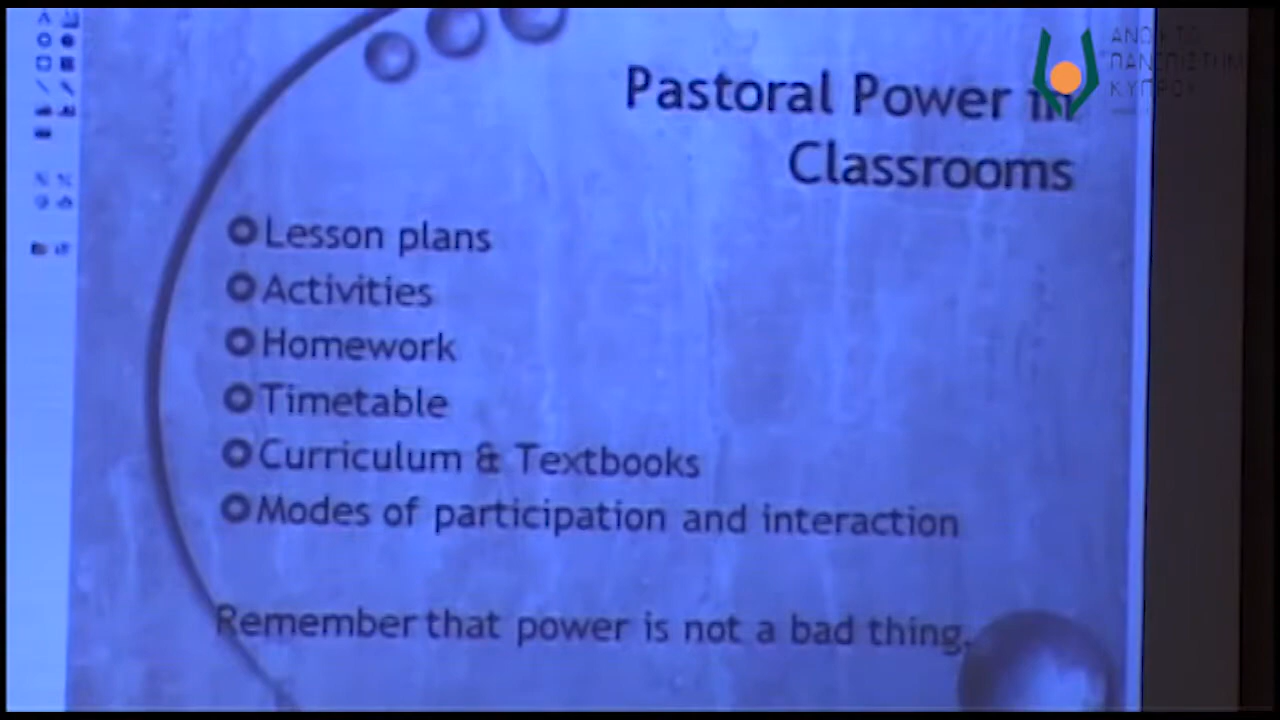 Pastoral Power in
Classrooms
Lesson plans
Activities
Homework
Timetable
Curriculum & Textbooks
Modes of participation and interaction
Remember that power is not a bad thing.
ΚΥΠΡΟΥ